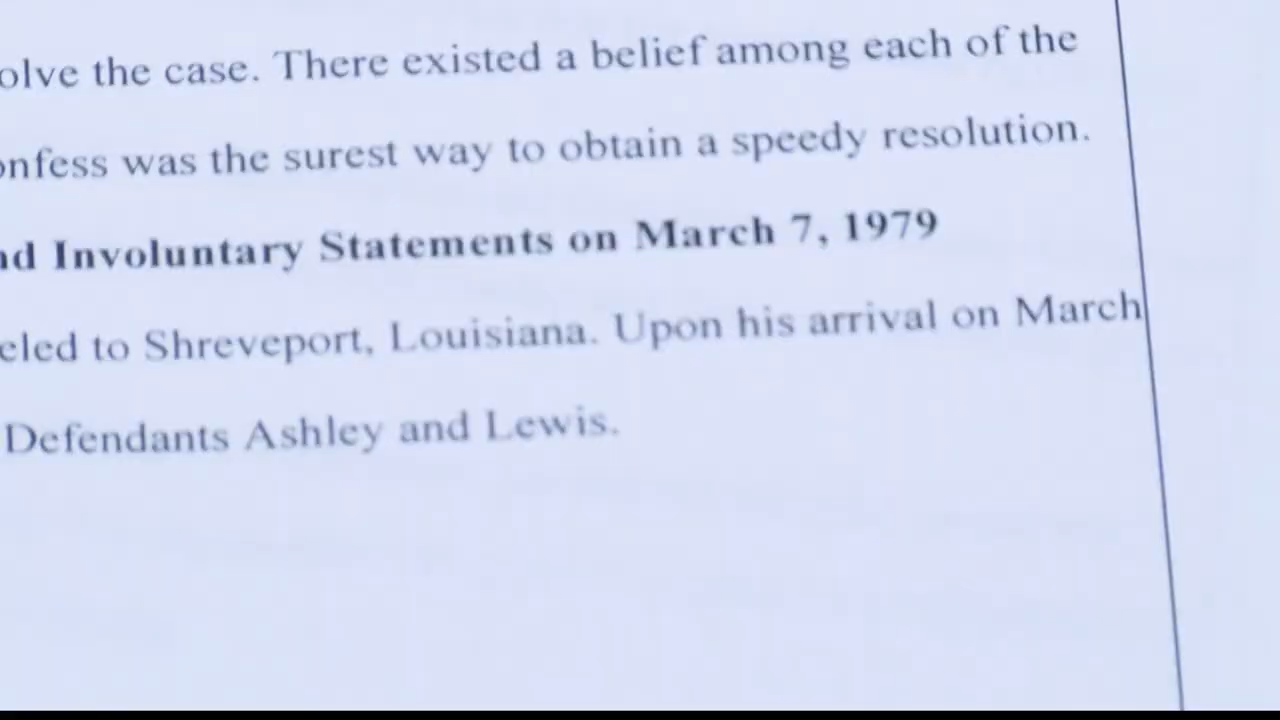 olve the case. There existed a belief among each of the
onfess was the surest way to obtain a speedy resolution.
nd Involuntary Statements on March 7, 1979
eled to Shreveport, Louisiana. Upon his arrival on March
Defendants Ashley and Lewis.